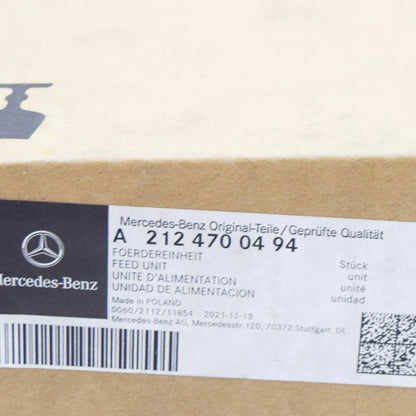 Mercedes-Benz Original-Teile/Geprüfte Qualität
A 212 470 04 94
FOERDEREINHEIT
FEED UNIT
UNITE D'ALIMENTATION
UNIDAD DE ALIMENTACION
Stück
unit
unité
unidad
Mercedes-Benz
Made in POLAND
0060/2112/11854 2021-12-13
Mercedes-Benz AG, Mercedesstr.120, 70372 Stuttgart, DE